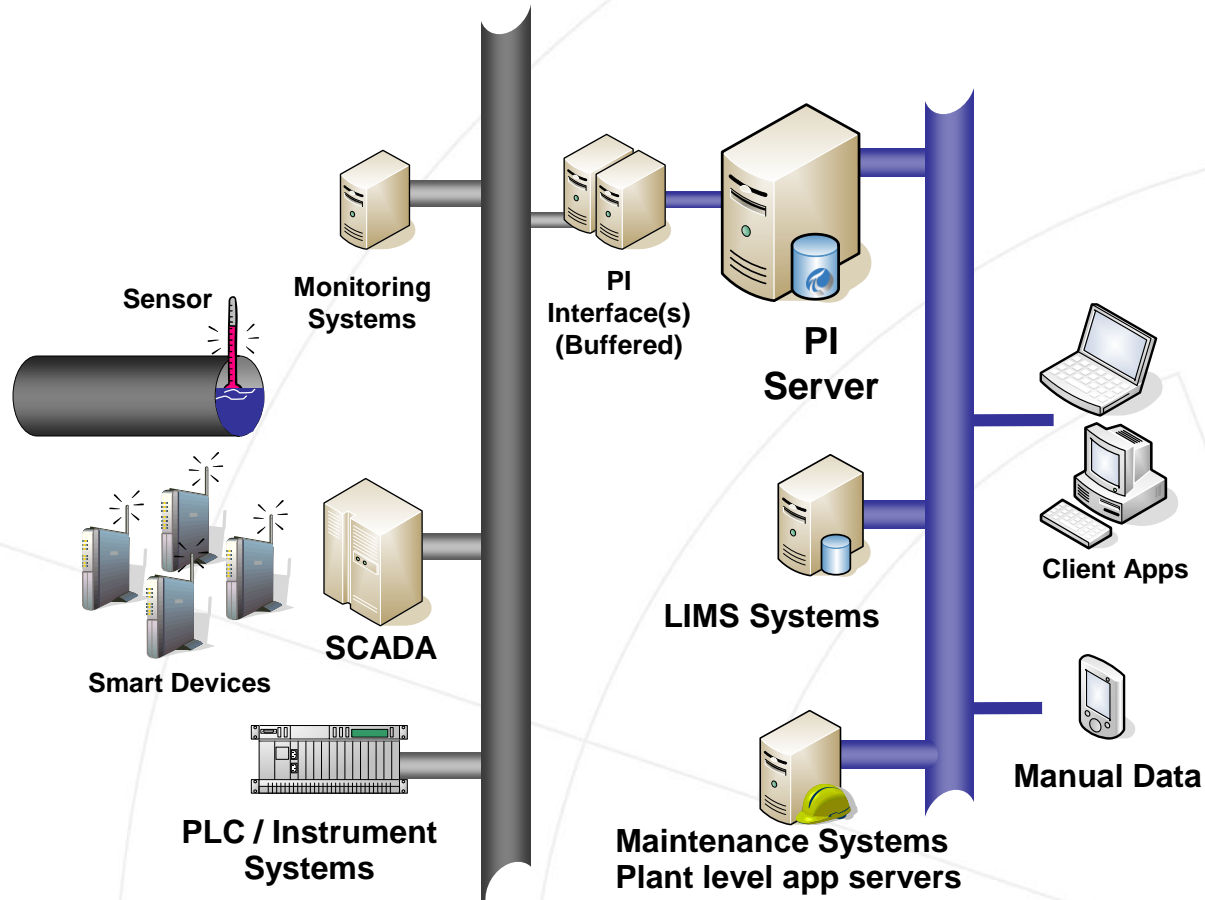 Sensor
Monitoring
Systems
PI
Interface(s)
(Buffered)
PI
Server
Smart Devices
SCADA
LIMS Systems
Client Apps
PLC / Instrument
Systems
Maintenance Systems
Plant level app servers
Manual Data